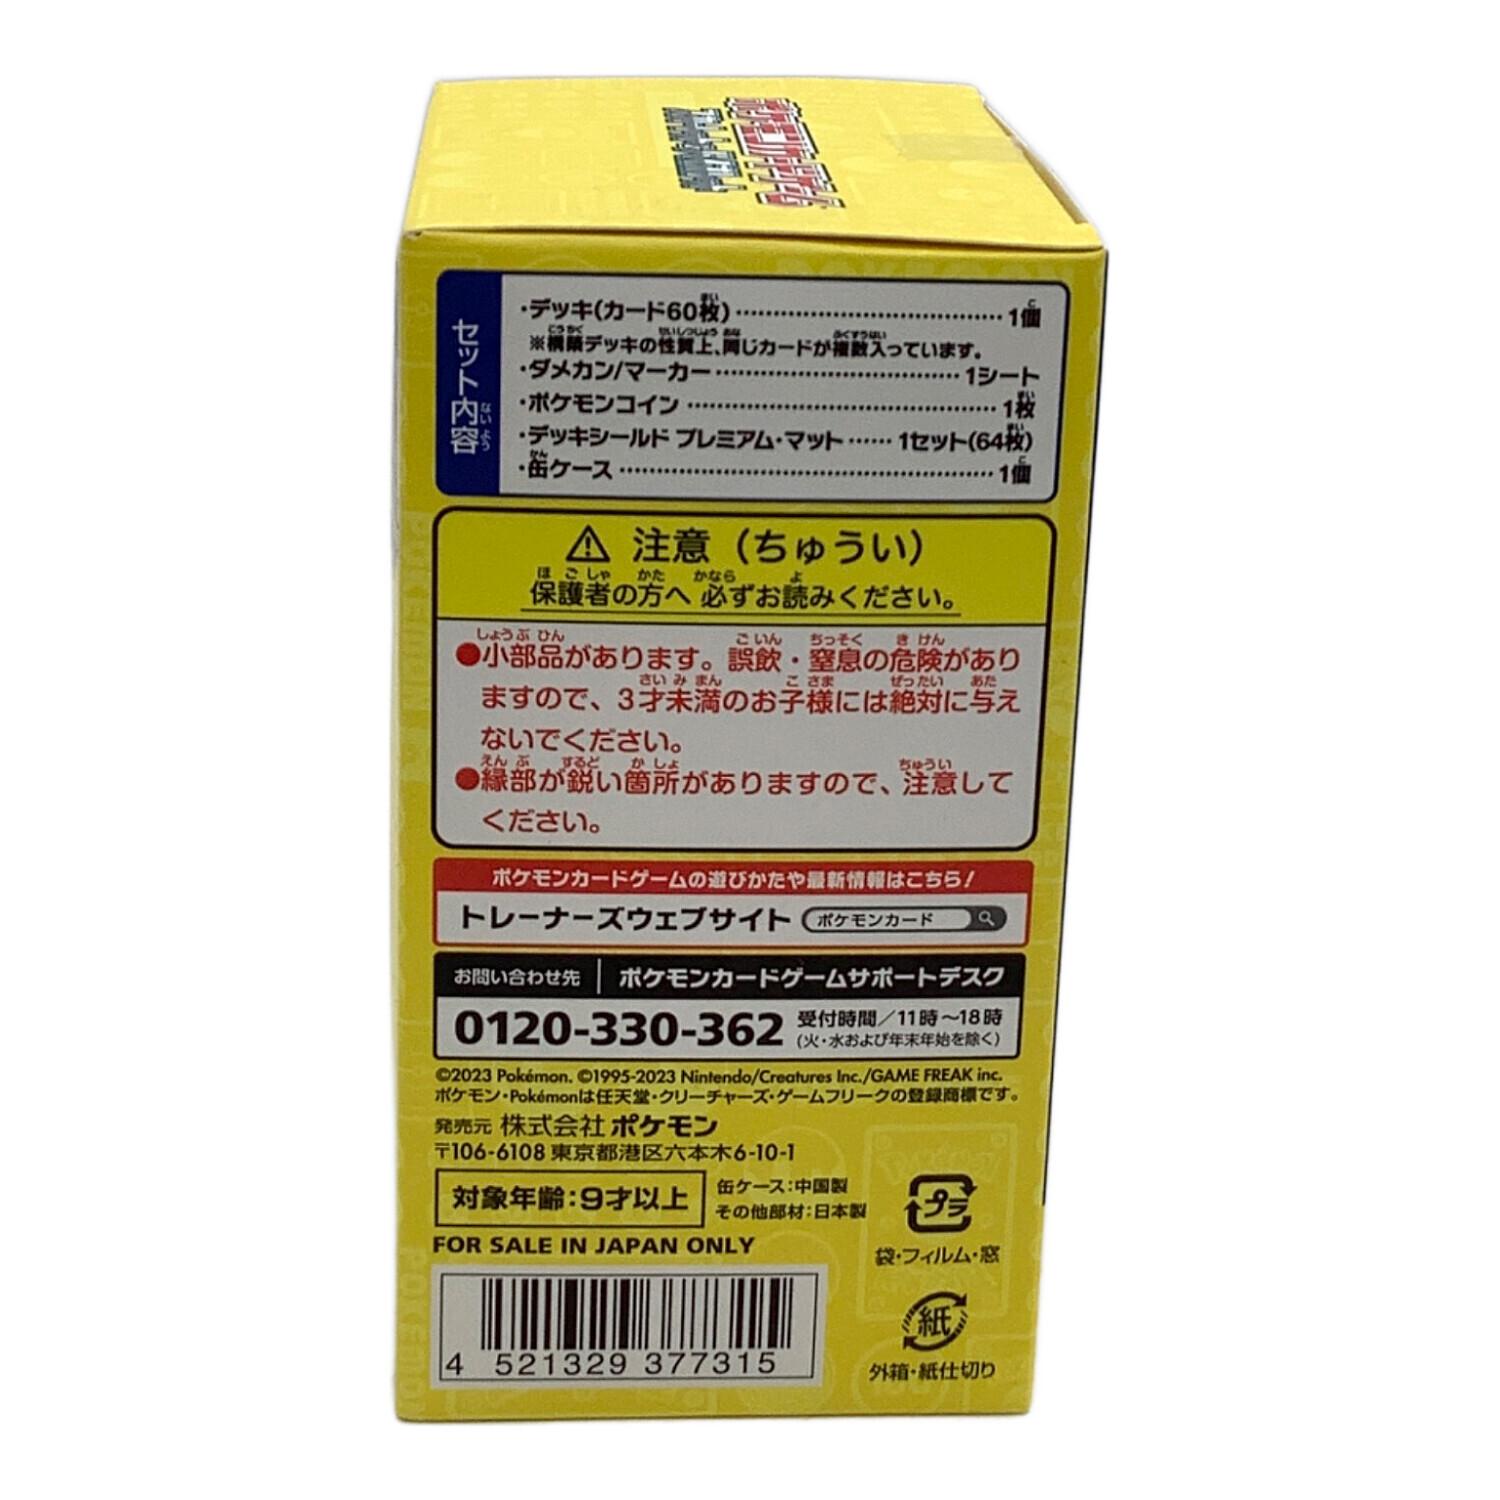 セット内容
・デッキ(カード60枚) 1個
※構築デッキの性質上、同じカードが複数入っています。
・ダメカン/マーカー 1シート
・ポケモンコイン 1枚
・デッキシールド プレミアム・マット 1セット(64枚)
・缶ケース 1個
⚠ 注意(ちゅうい)
保護者の方へ 必ずお読みください。
●小部品があります。誤飲・窒息の危険があり
ますので、3才未満のお子様には絶対に与え
ないでください。
●縁部が鋭い箇所がありますので、注意して
ください。
ポケモンカードゲームの遊びかたや最新情報はこちら!
トレーナーズウェブサイト ポケモンカード
お問い合わせ先 ポケモンカードゲームサポートデスク
0120-330-362 受付時間/11時~18時
(火・水および年末年始を除く)
©2023 Pokémon. ©1995-2023 Nintendo/Creatures Inc./GAME FREAK inc.
ポケモン・Pokémonは任天堂・クリーチャーズ・ゲームフリークの登録商標です。
発売元 株式会社ポケモン
〒106-6108 東京都港区六本木6-10-1
対象年齢:9才以上
缶ケース:中国製
その他部材:日本製
プラ
袋・フィルム・窓
FOR SALE IN JAPAN ONLY
紙
外箱・紙仕切り
4 521329 377315